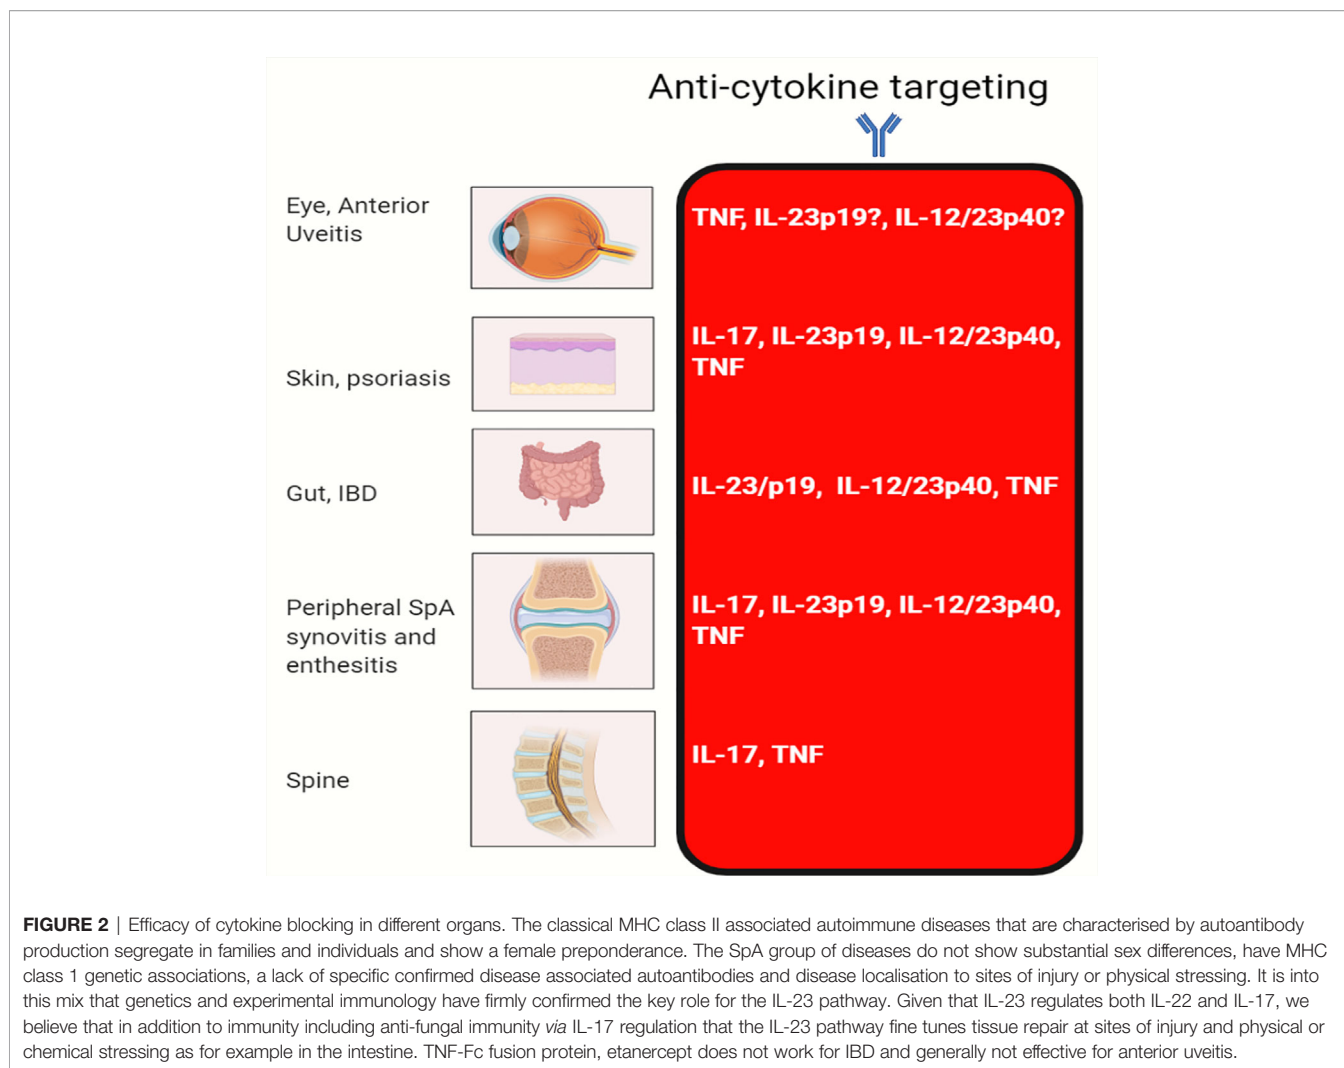 Anti-cytokine targeting
Eye, Anterior
Uveitis
TNF, IL-23p19?, IL-12/23p40?
Skin, psoriasis
IL-17, IL-23p19, IL-12/23p40,
TNF
Gut, IBD
IL-23/p19, IL-12/23p40, TNF
Peripheral SpA
synovitis and
enthesitis
IL-17, IL-23p19, IL-12/23p40,
TNF
Spine
IL-17, TNF
FIGURE 2 | Efficacy of cytokine blocking in different organs. The classical MHC class II associated autoimmune diseases that are characterised by autoantibody
production segregate in families and individuals and show a female preponderance. The SpA group of diseases do not show substantial sex differences, have MHC
class 1 genetic associations, a lack of specific confirmed disease associated autoantibodies and disease localisation to sites of injury or physical stressing. It is into
this mix that genetics and experimental immunology have firmly confirmed the key role for the IL-23 pathway. Given that IL-23 regulates both IL-22 and IL-17, we
believe that in addition to immunity including anti-fungal immunity via IL-17 regulation that the IL-23 pathway fine tunes tissue repair at sites of injury and physical or
chemical stressing as for example in the intestine. TNF-Fc fusion protein, etanercept does not work for IBD and generally not effective for anterior uveitis.